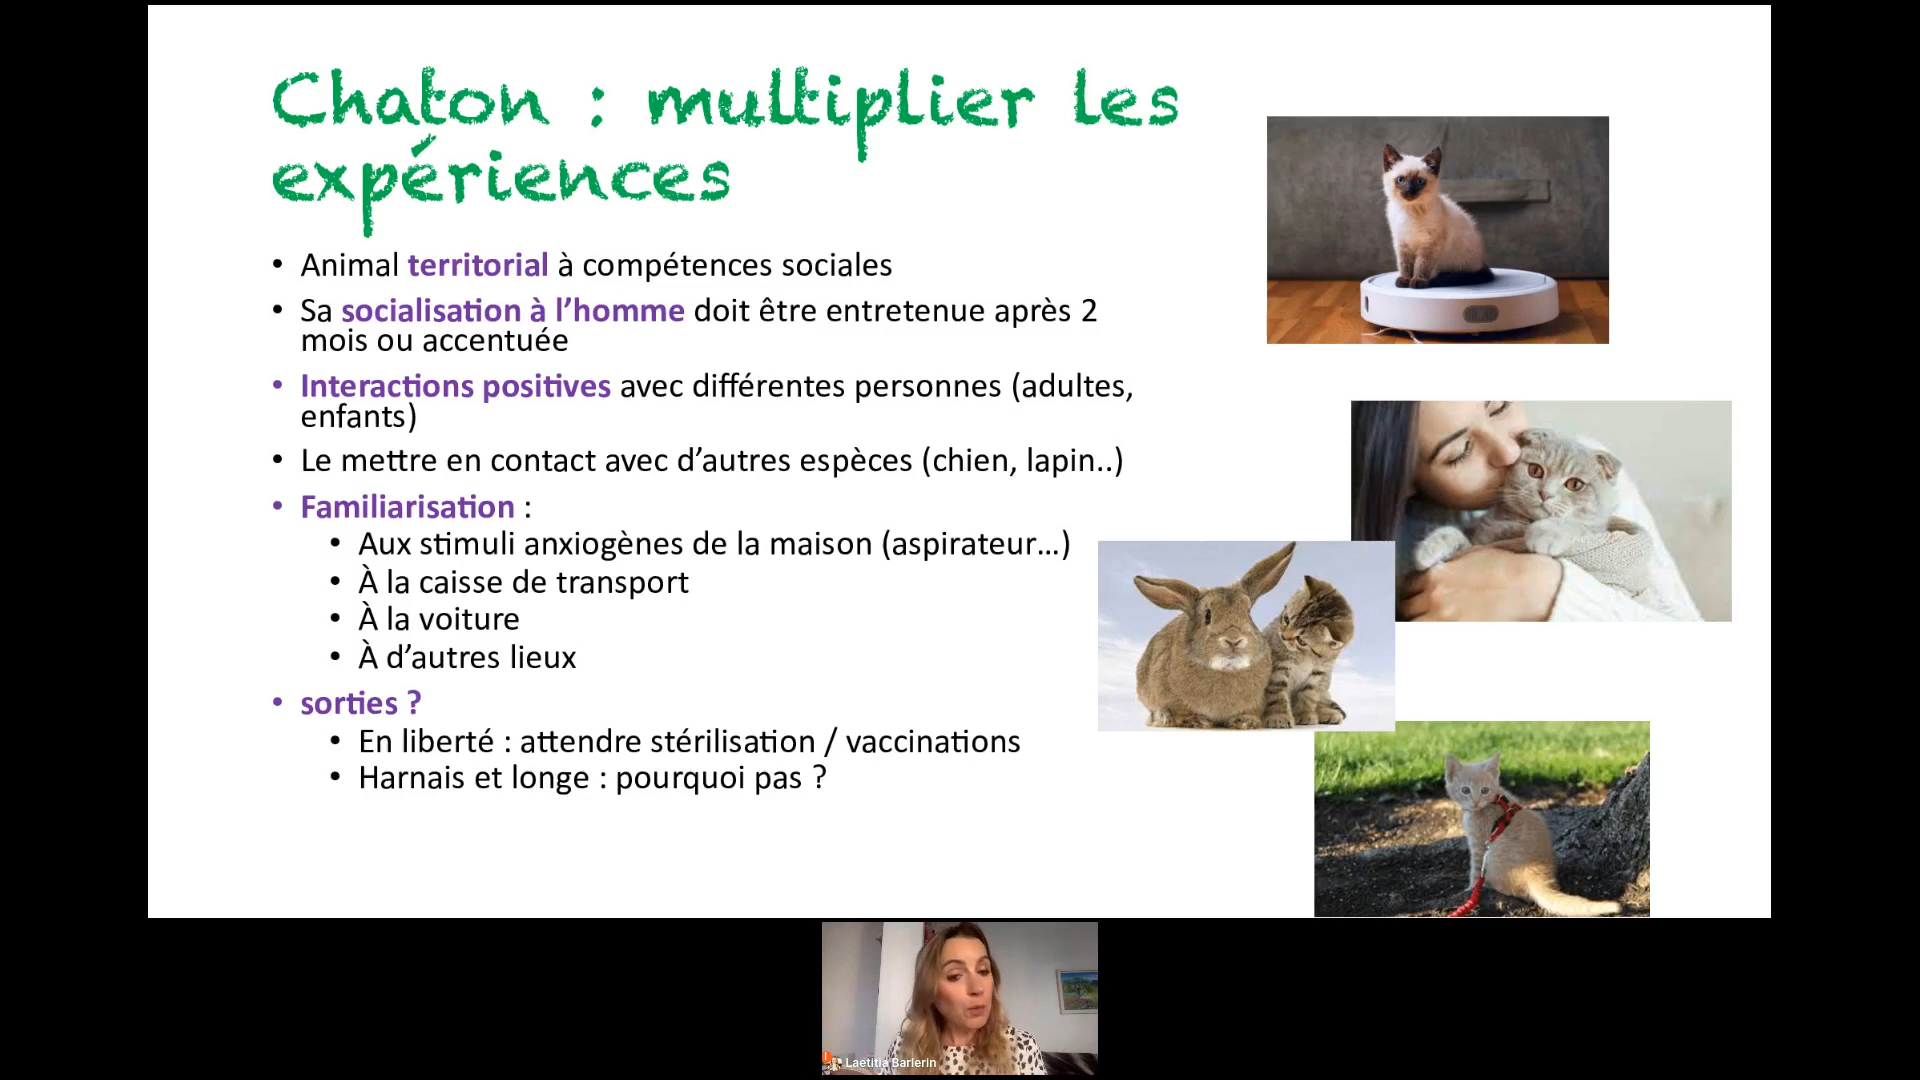 Chaton : multiplier les
expériences
• Animal territorial à compétences sociales
• Sa socialisation à l’homme doit être entretenue après 2
mois ou accentuée
• Interactions positives avec différentes personnes (adultes,
enfants)
• Le mettre en contact avec d’autres espèces (chien, lapin..)
• Familiarisation :
• Aux stimuli anxiogènes de la maison (aspirateur…)
• À la caisse de transport
• À la voiture
• À d’autres lieux
• sorties ?
• En liberté : attendre stérilisation / vaccinations
• Harnais et longe : pourquoi pas ?
Laetitia Barlerin